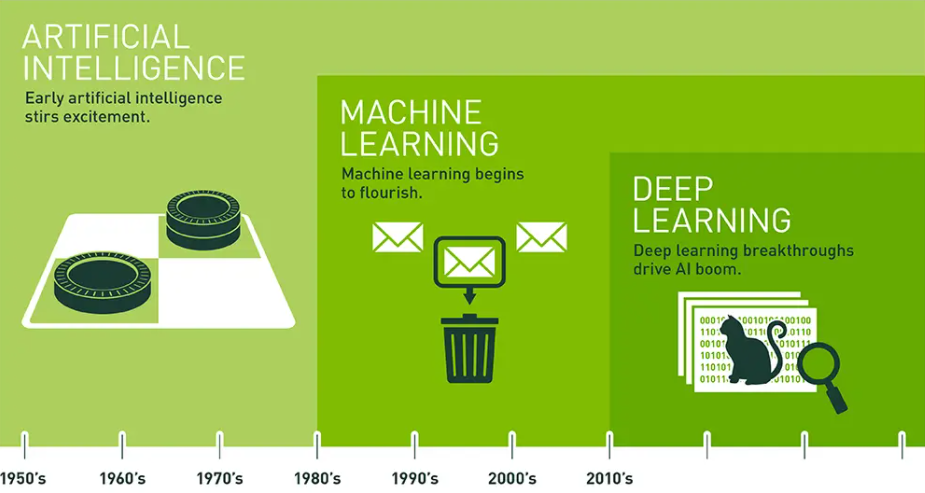 ARTIFICIAL
INTELLIGENCE
Early artificial intelligence
stirs excitement.
MACHINE
LEARNING
Machine learning begins
to flourish.
DEEP
LEARNING
Deep learning breakthroughs
drive AI boom.
1950's 1960's 1970's 1980's 1990's 2000's 2010's